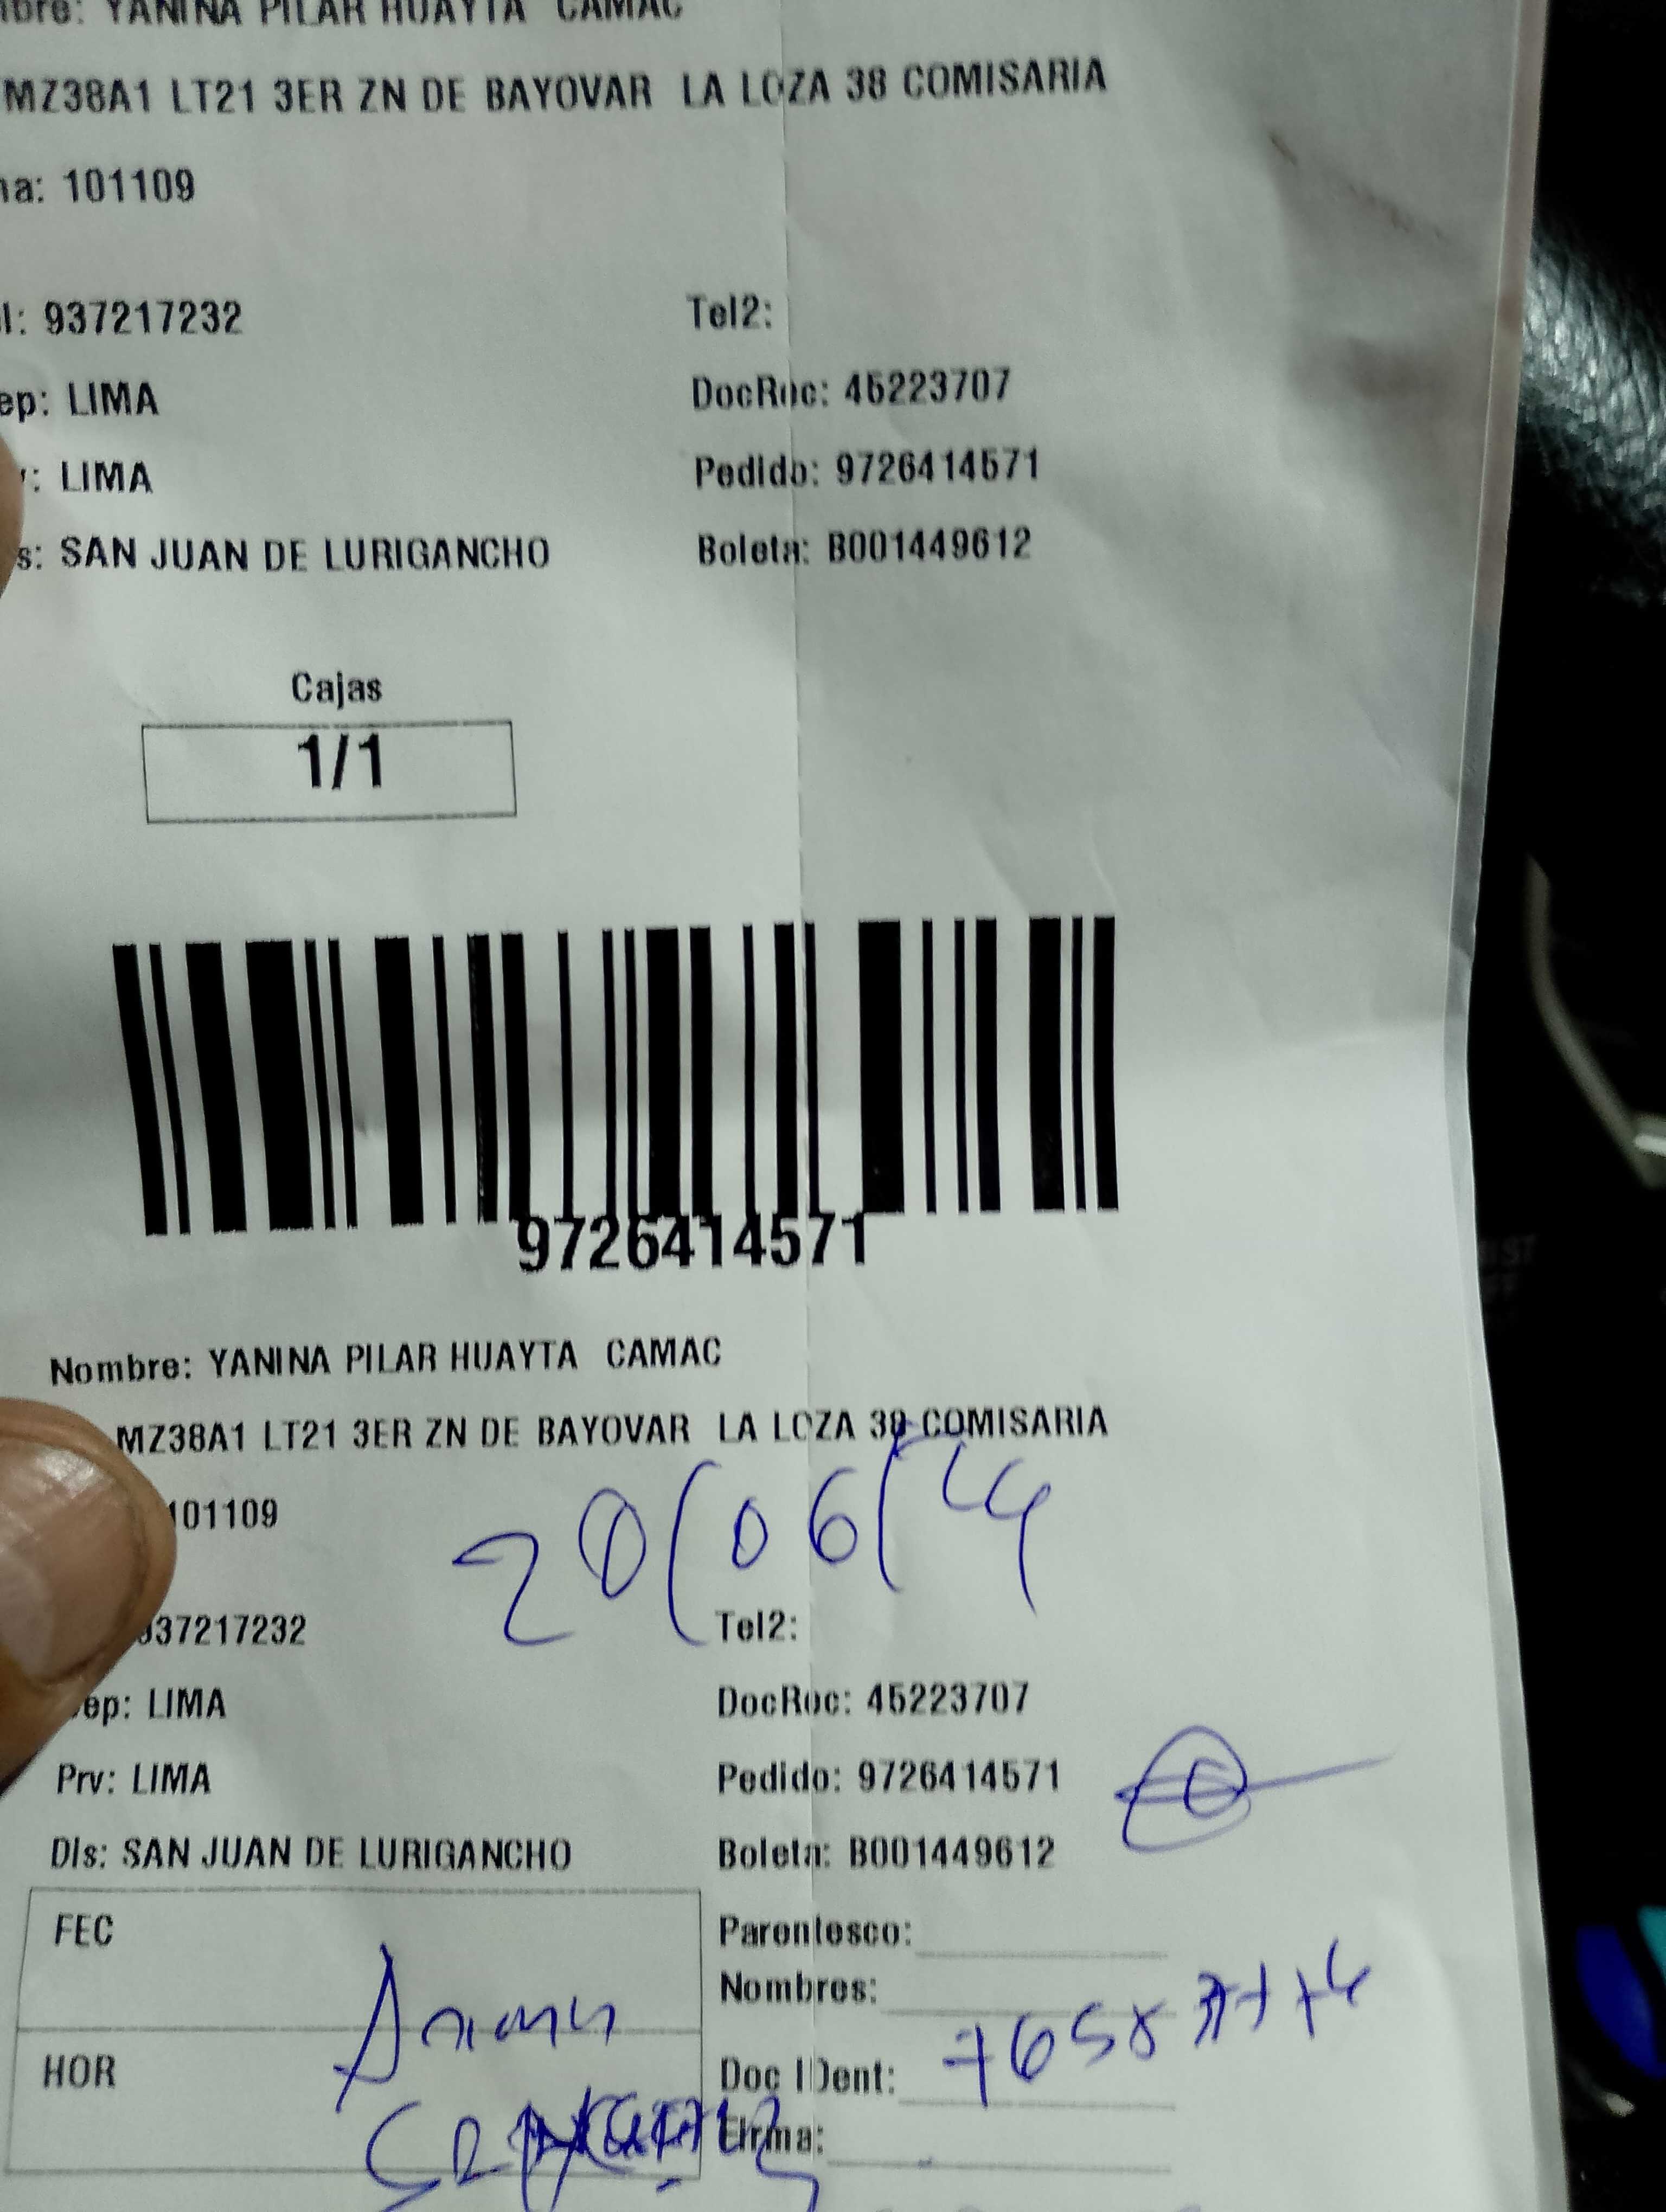 bre: YANINA PILAR HUAYTA CAMAC
MZ38A1 LT21 3ER ZN DE BAYOVAR LA LOZA 38 COMISARIA
na: 101109
l: 937217232 Tel2:
ep: LIMA DocRec: 45223707
: LIMA Pedido: 9726414571
s: SAN JUAN DE LURIGANCHO Boleta: B001449612
Cajas
1/1
9726414571
Nombre: YANINA PILAR HUAYTA CAMAC
MZ38A1 LT21 3ER ZN DE BAYOVAR LA LOZA 38 COMISARIA
101109
20/06/24
37217232 Tel2:
ep: LIMA DocRec: 45223707
Prv: LIMA Pedido: 9726414571
Dis: SAN JUAN DE LURIGANCHO Boleta: B001449612
FEC Parentesco:
Nombres:
HOR Doc IDent:
Firma: